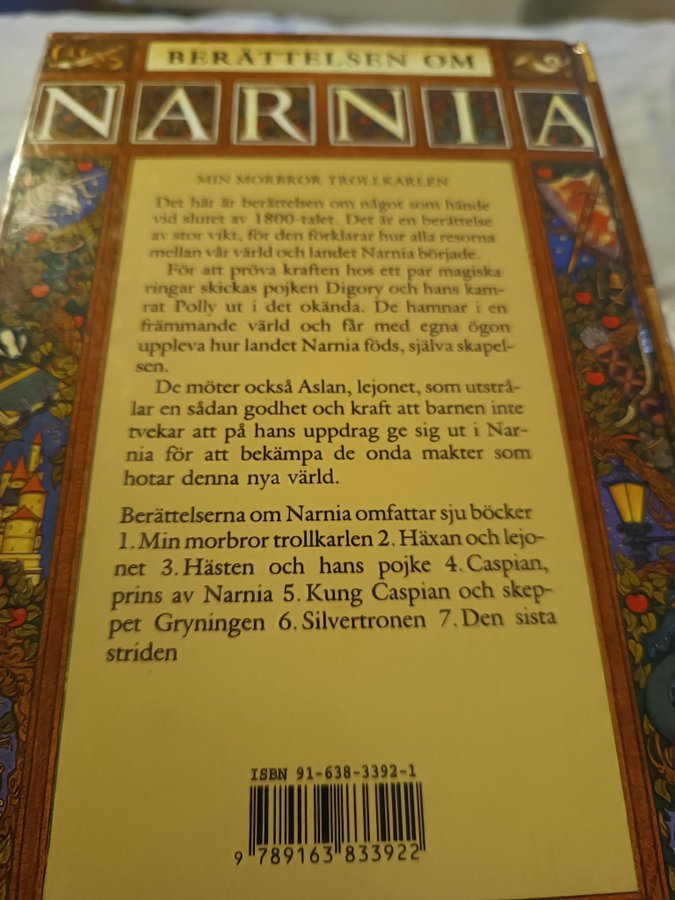 BERÄTTELSEN OM
NARNIA
MIN MORBROR TROLLKARLEN
Det här är berättelsen om något som hände
vid slutet av 1800-talet. Det är en berättelse
av stor vikt, för den förklarar hur alla resorna
mellan vår värld och landet Narnia började.
För att pröva kraften hos ett par magiska
ringar skickas pojken Digory och hans kam-
rat Polly ut i det okända. De hamnar i en
främmande värld och får med egna ögon
uppleva hur landet Narnia föds, själva skapel-
sen.
De möter också Aslan, lejonet, som utstrå-
lar en sådan godhet och kraft att barnen inte
tvekar att på hans uppdrag ge sig ut i Nar-
nia för att bekämpa de onda makter som
hotar denna nya värld.
Berättelserna om Narnia omfattar sju böcker
1. Min morbror trollkarlen 2. Häxan och lejo-
net 3. Hästen och hans pojke 4. Caspian,
prins av Narnia 5. Kung Caspian och skep-
pet Gryningen 6. Silvertronen 7. Den sista
striden
ISBN 91-638-3392-1
9 789163 833922